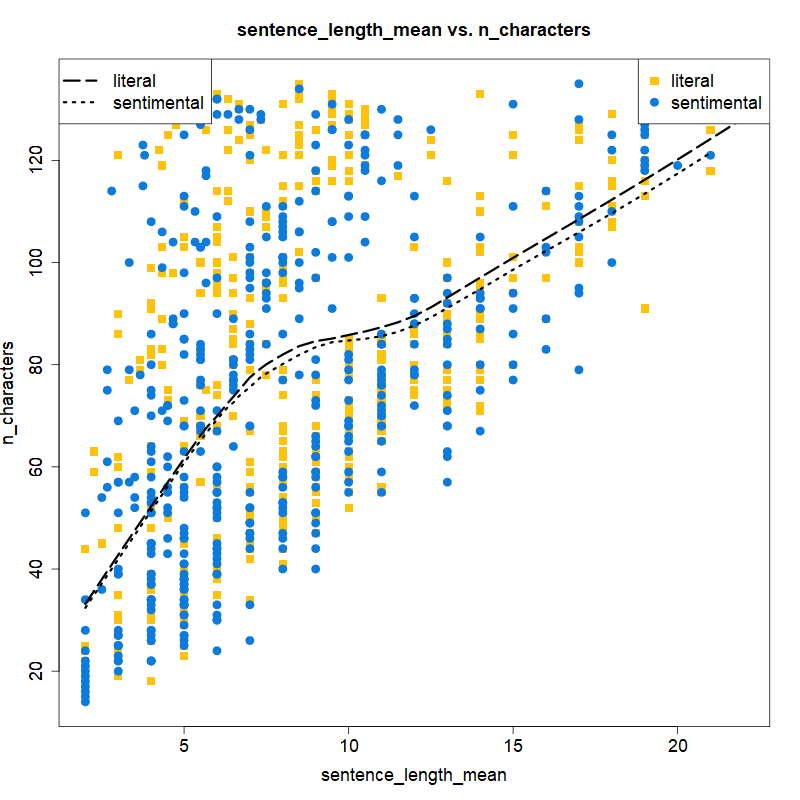 sentence_length_mean vs. n_characters
literal
sentimental
literal
sentimental
n_characters
120
100
80
60
40
20
5 10 15 20
sentence_length_mean